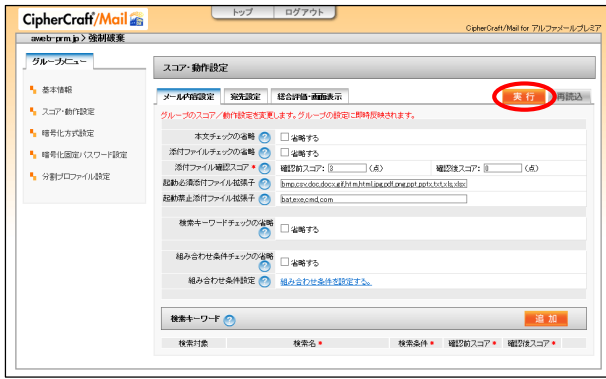 CipherCraft/Mail
トップ ログアウト
CipherCraft/Mail for アルファメールプレミア
aweb-prm.jp > 強制破棄
グループメニュー
基本情報
スコア・動作設定
暗号化方式設定
暗号化固定パスワード設定
分割プロファイル設定
スコア・動作設定
メール内容設定 宛先設定 総合評価・画面表示 実行 再読込
グループのスコア/動作設定を変更します。グループの設定に即時反映されます。
本文チェックの省略 ? 省略する
添付ファイルチェックの省略 ? 省略する
添付ファイル確認スコア * ? 確認前スコア: 3 (点) 確認後スコア: 0 (点)
起動必須添付ファイル拡張子 ? bmp,csv,doc,docx,gif,htm,html,jpg,pdf,png,ppt,pptx,txt,xls,xlsx
起動禁止添付ファイル拡張子 ? bat,exe,cmd,com
検索キーワードチェックの省略 ? 省略する
組み合わせ条件チェックの省略 ? 省略する
組み合わせ条件設定 ? 組み合わせ条件を設定する。
検索キーワード ? 追加
検索対象 検索名 * 検索条件 * 確認前スコア * 確認後スコア *